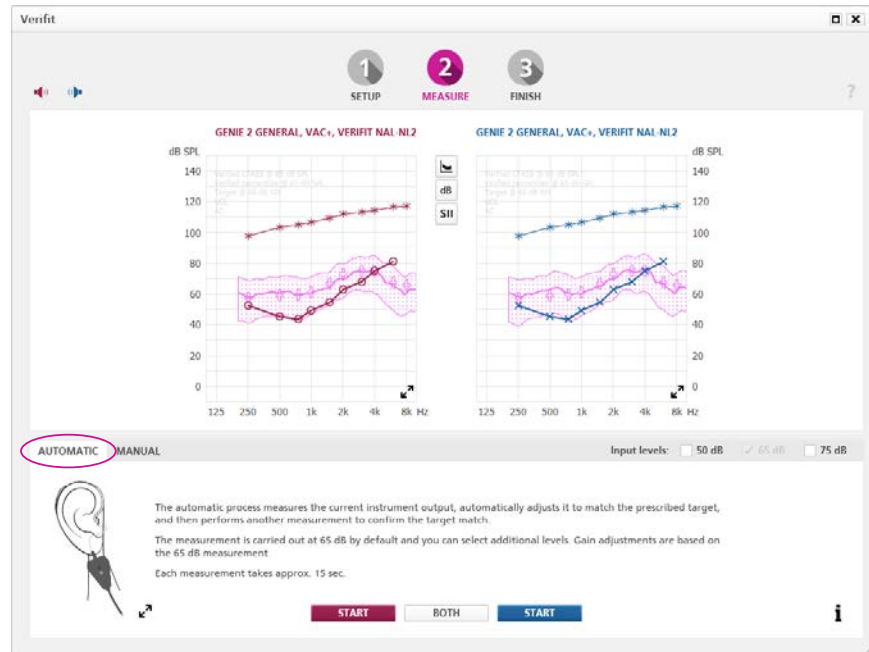 Verifit
1 2 3
SETUP MEASURE FINISH
?
GENIE 2 GENERAL, VAC+, VERIFIT NAL-NL2 GENIE 2 GENERAL, VAC+, VERIFIT NAL-NL2
dB SPL dB SPL
140 140
120 dB 120
SII
100 100
80 80
60 60
40 40
20 20
0 0
125 250 500 1k 2k 4k 8k Hz 125 250 500 1k 2k 4k 8k Hz
AUTOMATIC MANUAL Input levels: 50 dB 65 dB 75 dB
The automatic process measures the current instrument output, automatically adjusts it to match the prescribed target,
and then performs another measurement to confirm the target match.
The measurement is carried out at 65 dB by default and you can select additional levels. Gain adjustments are based on
the 65 dB measurement
Each measurement takes approx. 15 sec.
START BOTH START
i